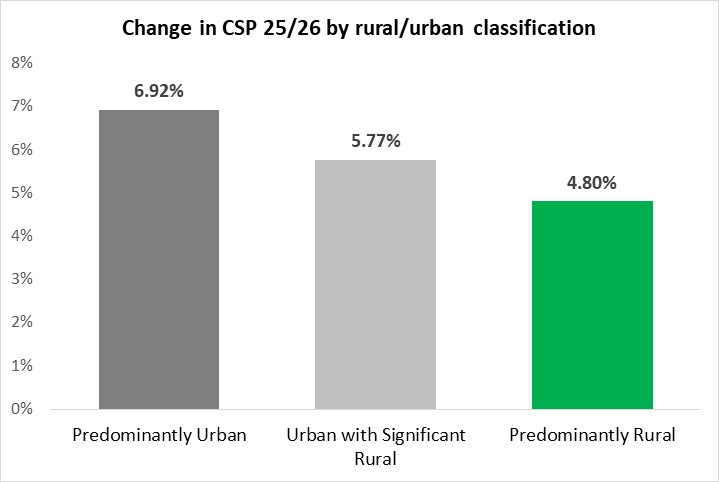 Change in CSP 25/26 by rural/urban classification
8%
7%
6%
5%
4%
3%
2%
1%
0%
6.92%
5.77%
4.80%
Predominantly Urban
Urban with Significant
Rural
Predominantly Rural